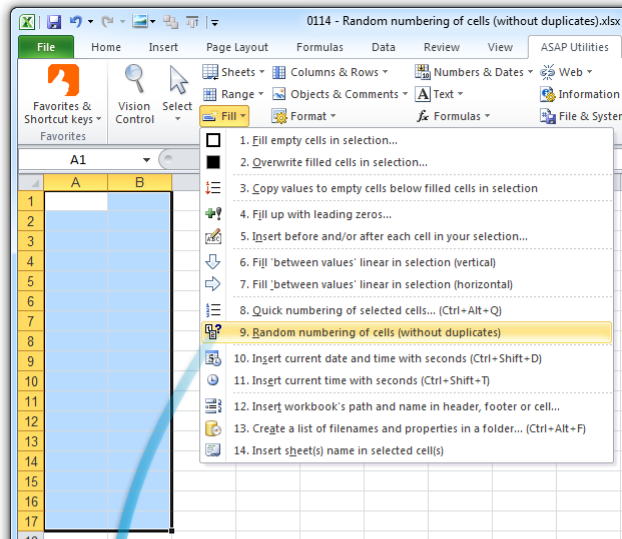 0114 - Random numbering of cells (without duplicates).xlsx
File Home Insert Page Layout Formulas Data Review View ASAP Utilities
Sheets Columns & Rows Numbers & Dates Web
Range Objects & Comments Text Information
Favorites & Shortcut keys
Vision Control
Select
Fill Format Formulas File & Syste
Favorites
A1
A B
1
2
3
4
5
6
7
8
9
10
11
12
13
14
15
16
17
1. Fill empty cells in selection...
2. Overwrite filled cells in selection...
3. Copy values to empty cells below filled cells in selection
4. Fill up with leading zeros...
5. Insert before and/or after each cell in your selection...
6. Fill 'between values' linear in selection (vertical)
7. Fill 'between values' linear in selection (horizontal)
8. Quick numbering of selected cells... (Ctrl+Alt+Q)
9. Random numbering of cells (without duplicates)
10. Insert current date and time with seconds (Ctrl+Shift+D)
11. Insert current time with seconds (Ctrl+Shift+T)
12. Insert workbook's path and name in header, footer or cell...
13. Create a list of filenames and properties in a folder... (Ctrl+Alt+F)
14. Insert sheet(s) name in selected cell(s)